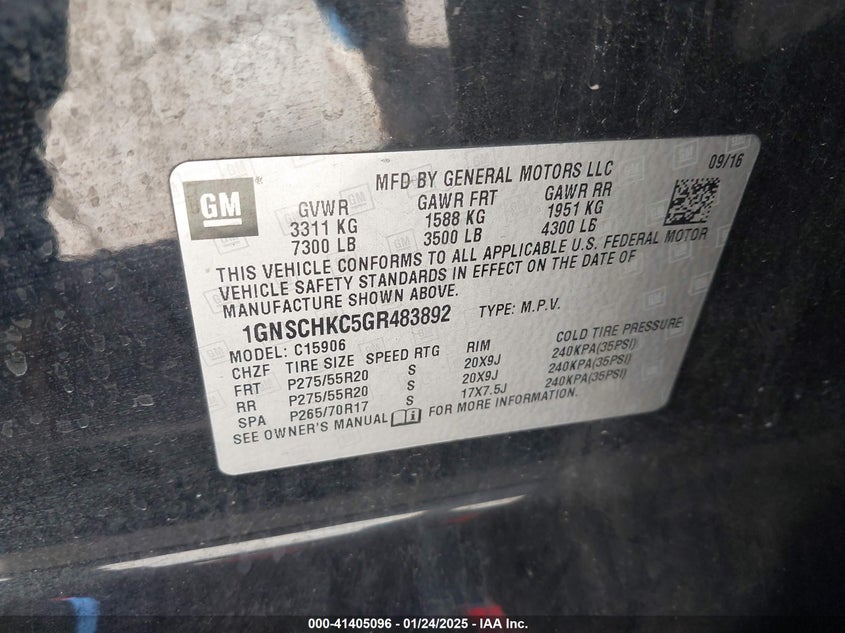 GM
MFD BY GENERAL MOTORS LLC
09/16
GVWR GAWR FRT GAWR RR
3311 KG 1588 KG 1951 KG
7300 LB 3500 LB 4300 LB
THIS VEHICLE CONFORMS TO ALL APPLICABLE U.S. FEDERAL MOTOR
VEHICLE SAFETY STANDARDS IN EFFECT ON THE DATE OF
MANUFACTURE SHOWN ABOVE.
1GNSCHKC5GR483892 TYPE: M.P.V.
MODEL: C15906
CHZF TIRE SIZE SPEED RTG RIM COLD TIRE PRESSURE
FRT P275/55R20 S 20X9J 240KPA(35PSI)
RR P275/55R20 S 20X9J 240KPA(35PSI)
SPA P265/70R17 S 17X7.5J 240KPA(35PSI)
SEE OWNER'S MANUAL FOR MORE INFORMATION.
000-41405096 — 01/24/2025 — IAA Inc.